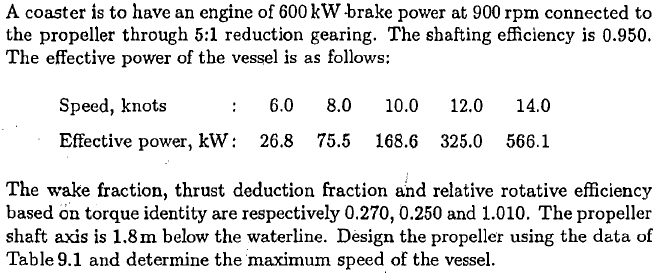 A coaster is to have an engine of 600 kW brake power at 900 rpm connected to
the propeller through 5:1 reduction gearing. The shafting efficiency is 0.950.
The effective power of the vessel is as follows:
Speed, knots : 6.0 8.0 10.0 12.0 14.0
Effective power, kW: 26.8 75.5 168.6 325.0 566.1
The wake fraction, thrust deduction fraction and relative rotative efficiency
based on torque identity are respectively 0.270, 0.250 and 1.010. The propeller
shaft axis is 1.8 m below the waterline. Design the propeller using the data of
Table 9.1 and determine the maximum speed of the vessel.